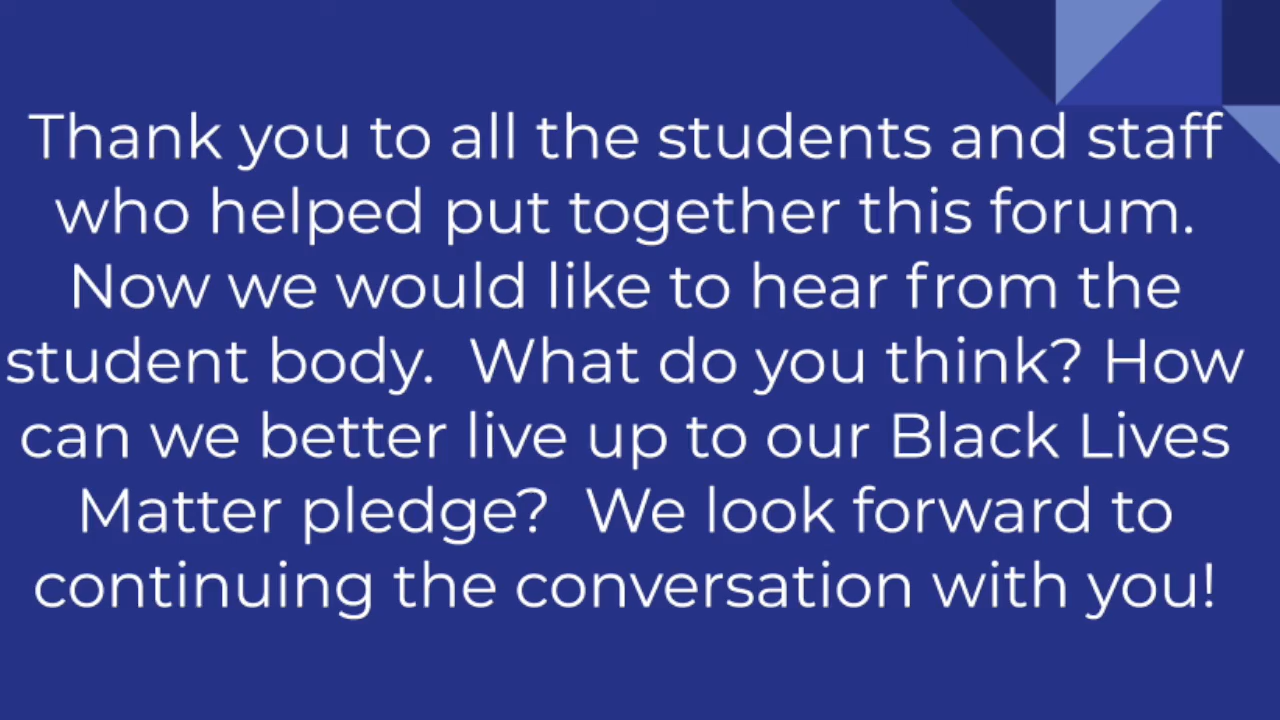 Thank you to all the students and staff
who helped put together this forum.
Now we would like to hear from the
student body.  What do you think? How
can we better live up to our Black Lives
Matter pledge?  We look forward to
continuing the conversation with you!